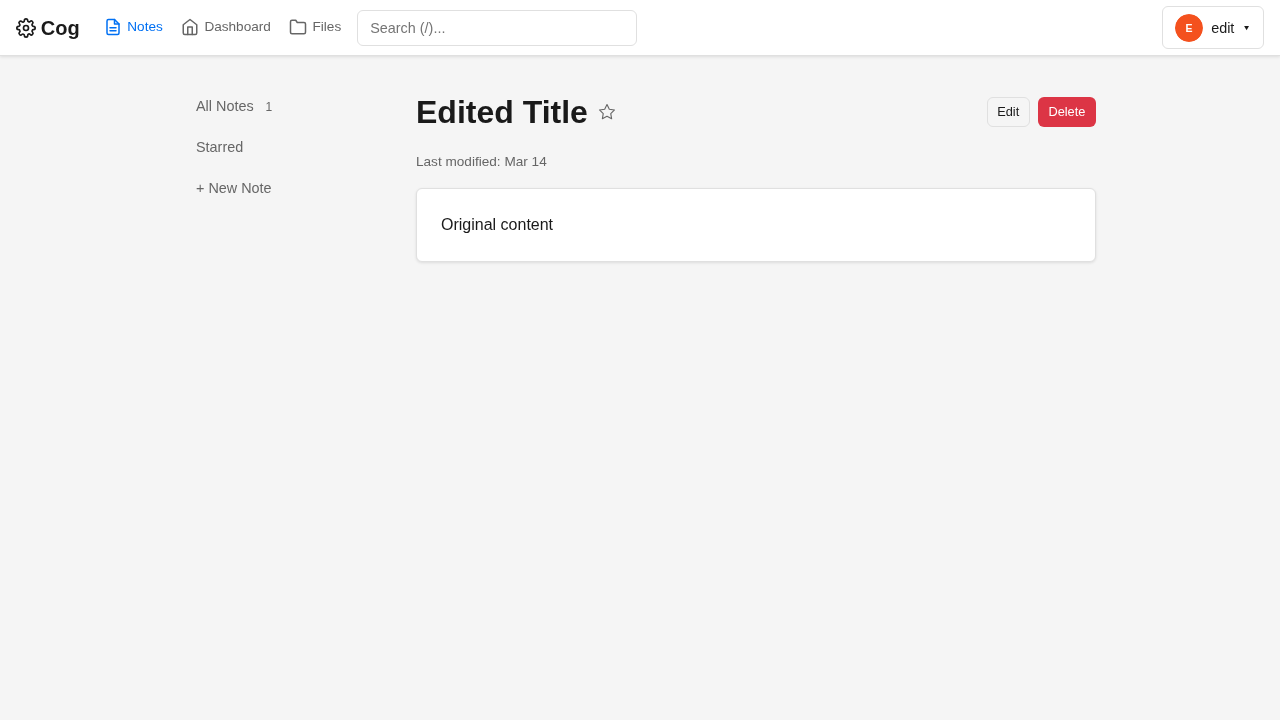 Cog
Notes
Dashboard
Files
Search (/)...
E
edit
All Notes 1
Starred
+ New Note
Edited Title
Edit
Delete
Last modified: Mar 14
Original content